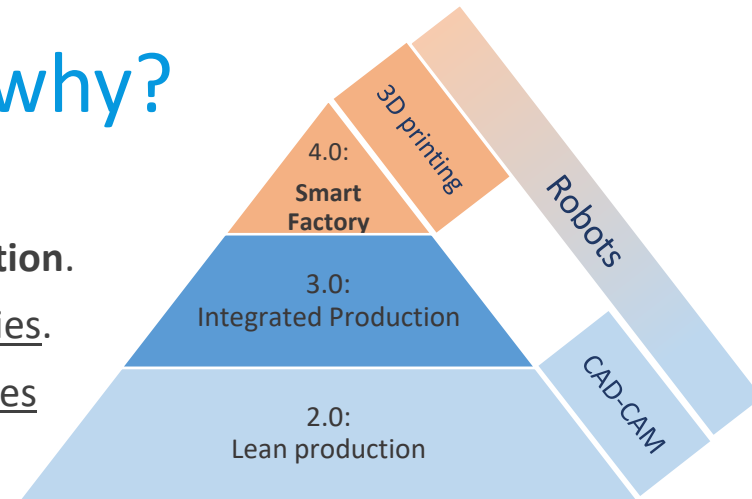 why?
tion.
ies.
es
4.0:
Smart
Factory
3.0:
Integrated Production
2.0:
Lean production
3D printing
Robots
CAD-CAM